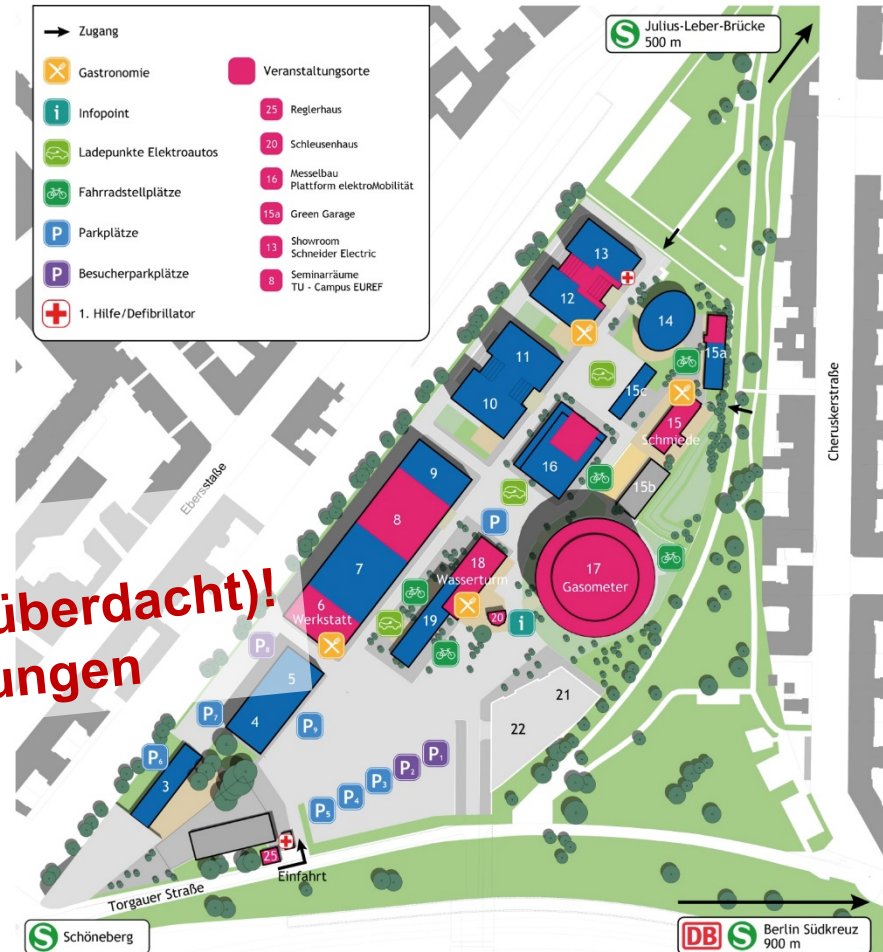 Zugang
Gastronomie
Infopoint
Ladepunkte Elektroautos
Fahrradstellplätze
P Parkplätze
P Besucherparkplätze
1. Hilfe/Defibrillator
Veranstaltungsorte
25 Reglerhaus
20 Schleusenhaus
16 Messelbau
Plattform elektroMobilität
15a Green Garage
13 Showroom
Schneider Electric
8 Seminarräume
TU - Campus EUREF
S Julius-Leber-Brücke
500 m
Ebersstaße
Cheruskerstraße
13
12
14
15a
11
10
15c
15
Schmiede
16
15b
9
8
7
6
Werkstatt
P
18
Wasserturm
17
Gasometer
19
20
i
überdacht)!
ungen
P8
5
4
P7
P9
21
22
P6
3
P5
P4
P3
P2
P1
25
Einfahrt
Torgauer Straße
S Schöneberg
DB S Berlin Südkreuz
900 m